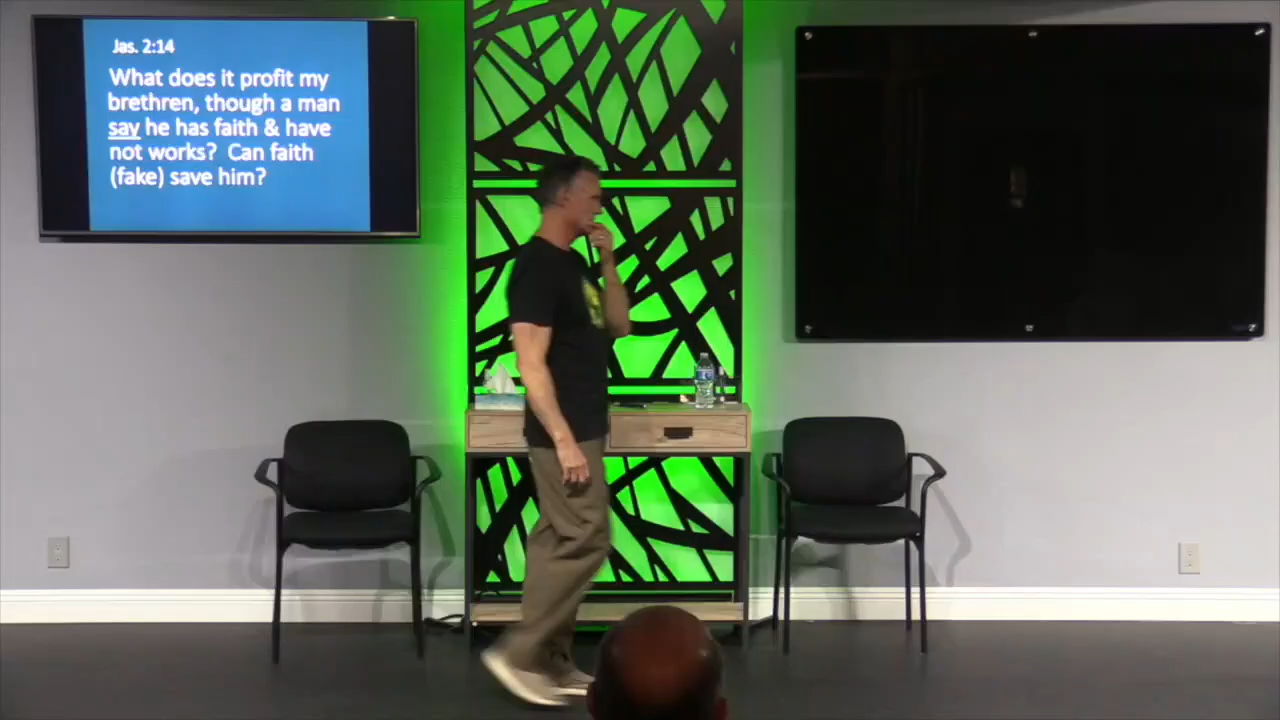 Jas. 2:14
What does it profit my
brethren, though a man
say he has faith & have
not works? Can faith
(fake) save him?